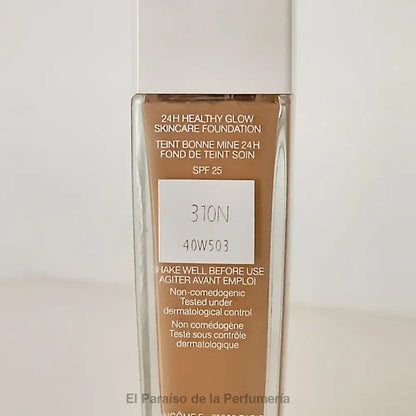 24H HEALTHY GLOW
SKINCARE FOUNDATION
TEINT BONNE MINE 24H
FOND DE TEINT SOIN
SPF 25
310N
40W503
SHAKE WELL BEFORE USE
AGITER AVANT EMPLOI
Non-comedogenic
Tested under
dermatological control
Non comédogène
Testé sous contrôle
dermatologique
El Paraíso de la Perfumería